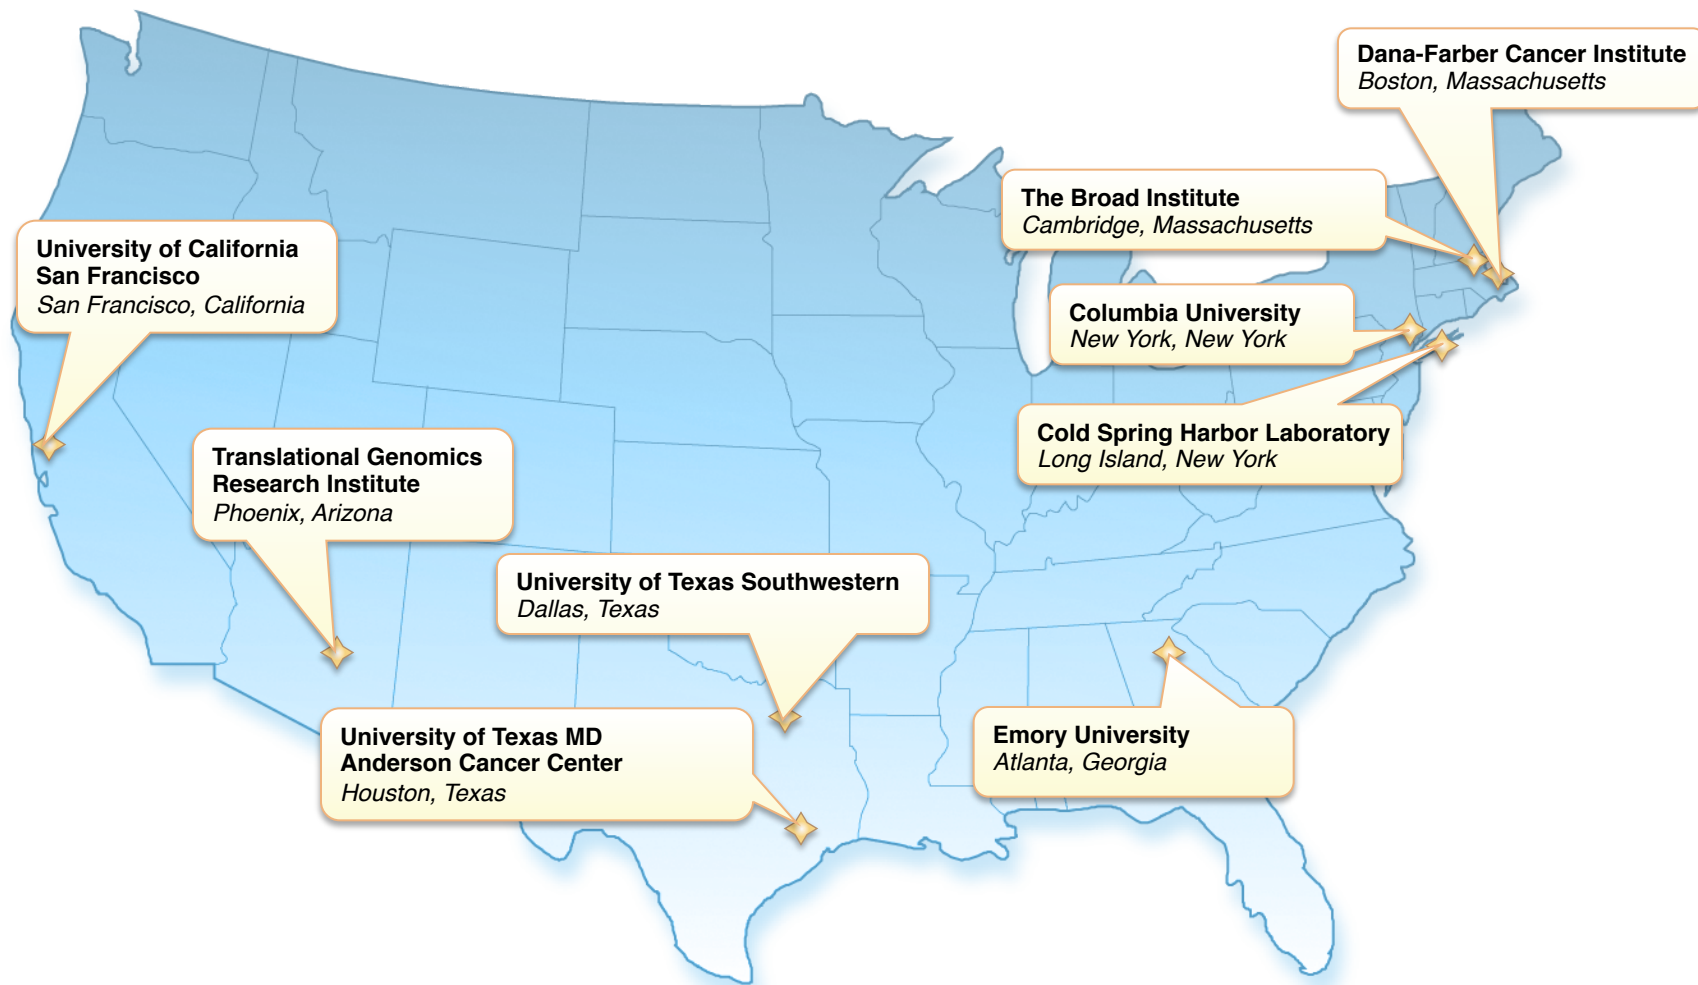 Dana-Farber Cancer Institute
Boston, Massachusetts
The Broad Institute
Cambridge, Massachusetts
University of California
San Francisco
San Francisco, California
Columbia University
New York, New York
Cold Spring Harbor Laboratory
Long Island, New York
Translational Genomics
Research Institute
Phoenix, Arizona
University of Texas Southwestern
Dallas, Texas
University of Texas MD
Anderson Cancer Center
Houston, Texas
Emory University
Atlanta, Georgia